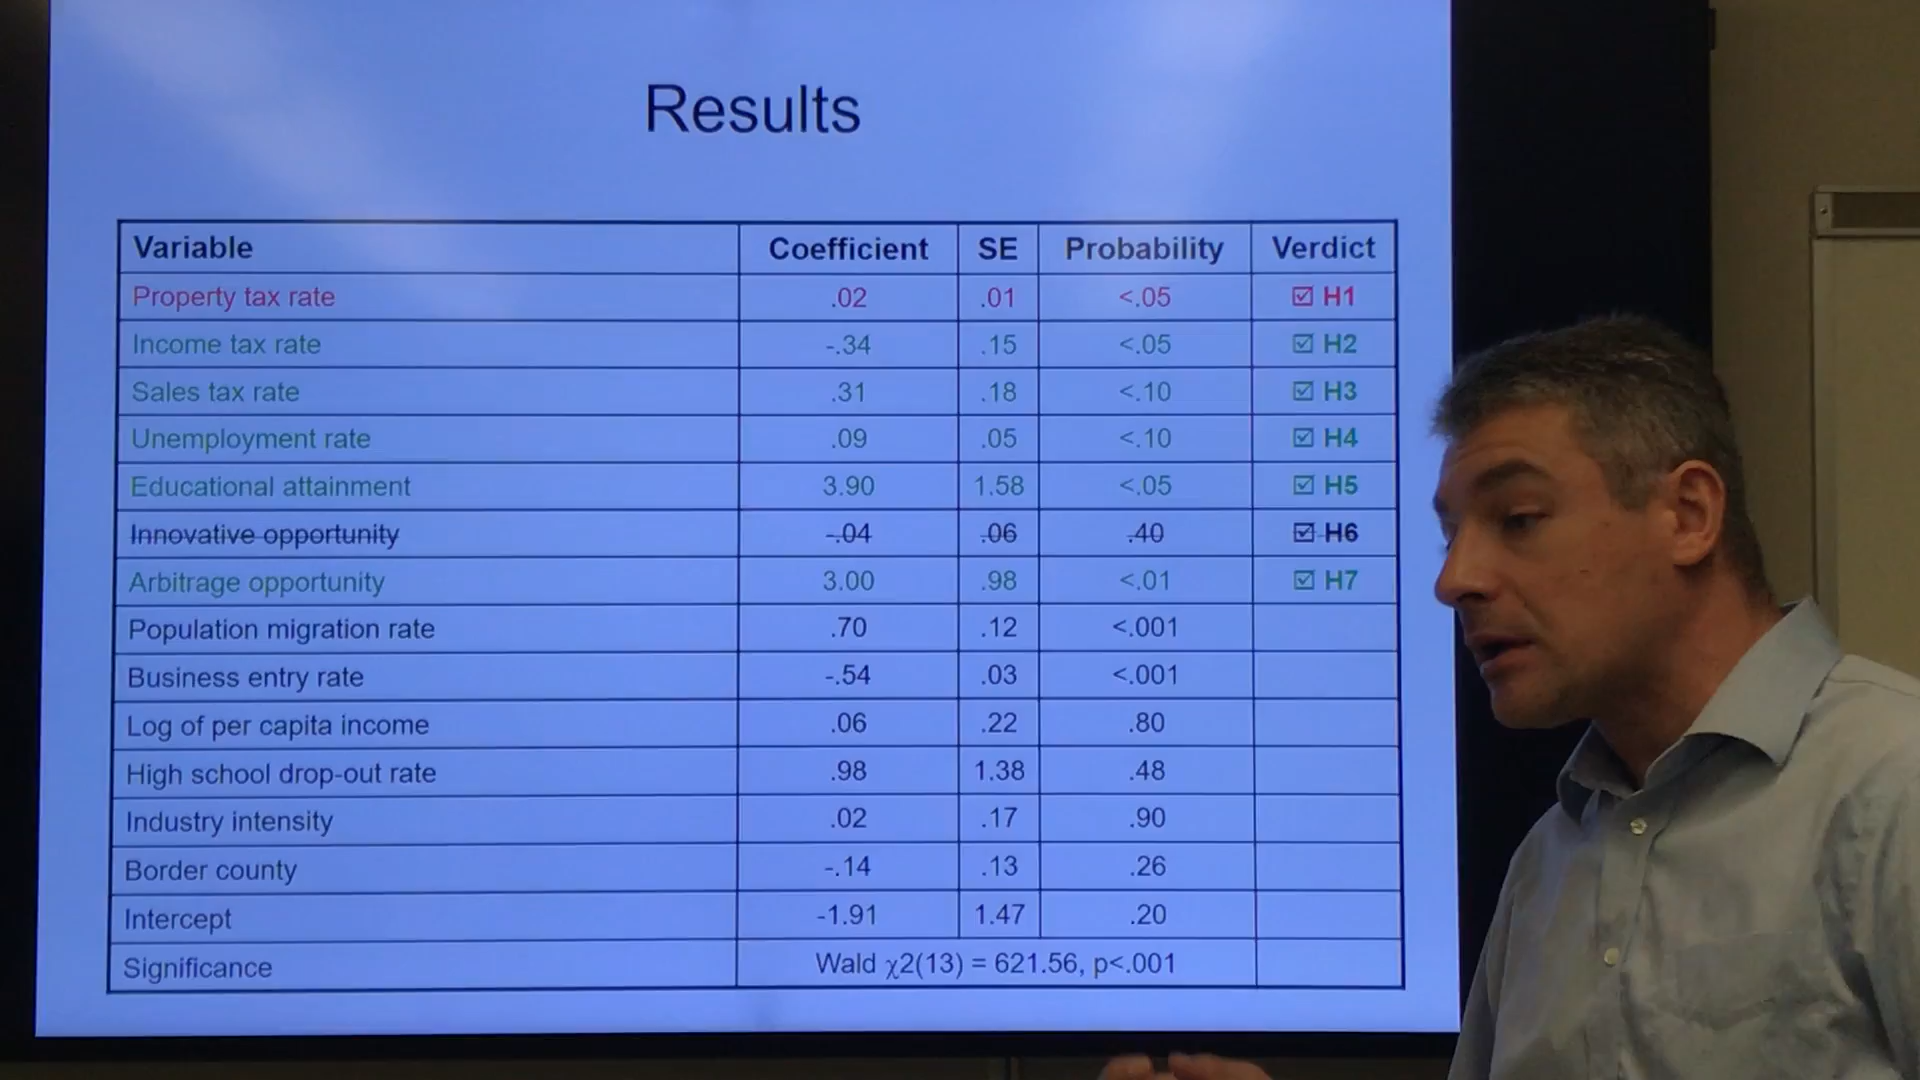 Results
Variable Coefficient SE Probability Verdict
Property tax rate .02 .01 <.05 ☑ H1
Income tax rate -.34 .15 <.05 ☑ H2
Sales tax rate .31 .18 <.10 ☑ H3
Unemployment rate .09 .05 <.10 ☑ H4
Educational attainment 3.90 1.58 <.05 ☑ H5
Innovative opportunity -.04 .06 .40 ☑ H6
Arbitrage opportunity 3.00 .98 <.01 ☑ H7
Population migration rate .70 .12 <.001
Business entry rate -.54 .03 <.001
Log of per capita income .06 .22 .80
High school drop-out rate .98 1.38 .48
Industry intensity .02 .17 .90
Border county -.14 .13 .26
Intercept -1.91 1.47 .20
Significance Wald χ2(13) = 621.56, p<.001